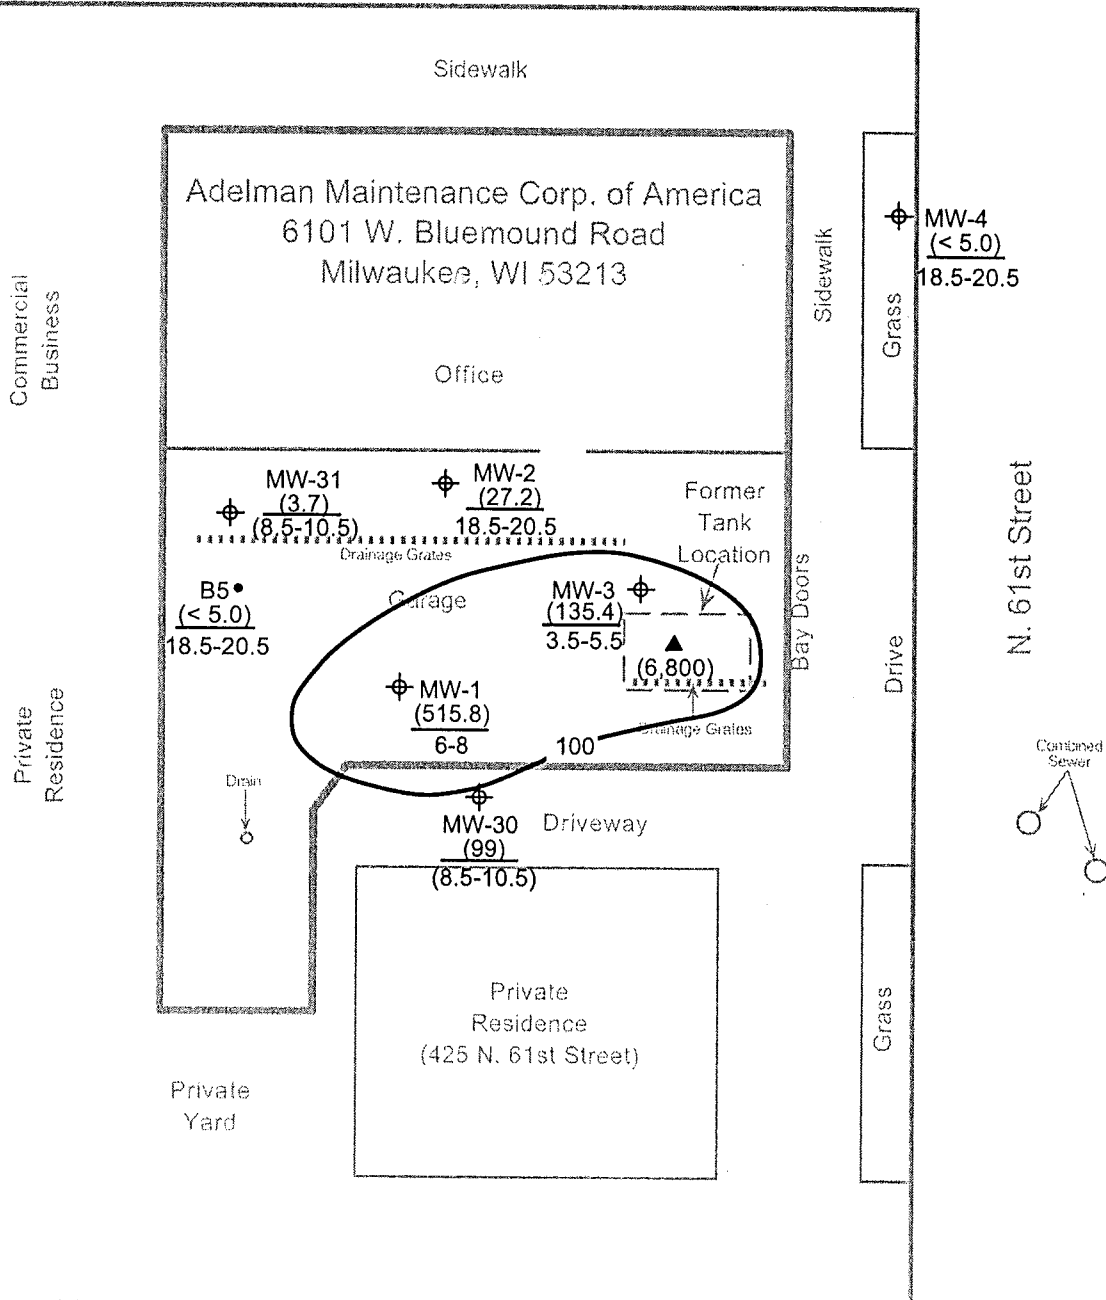 Sidewalk
Adelman Maintenance Corp. of America
6101 W. Bluemound Road
Milwaukee, WI 53213
Office
Commercial
Business
Sidewalk
Grass
MW-4
(< 5.0)
18.5-20.5
MW-31
(3.7)
(8.5-10.5)
MW-2
(27.2)
18.5-20.5
Former
Tank
Location
Drainage Grates
Garage
B5
(< 5.0)
18.5-20.5
MW-3
(135.4)
3.5-5.5
(6,800)
Bay Doors
Drive
N. 61st Street
MW-1
(515.8)
6-8
100
Drainage Grates
Private
Residence
Drain
MW-30
(99)
(8.5-10.5)
Driveway
Combined
Sewer
Private
Residence
(425 N. 61st Street)
Grass
Private
Yard